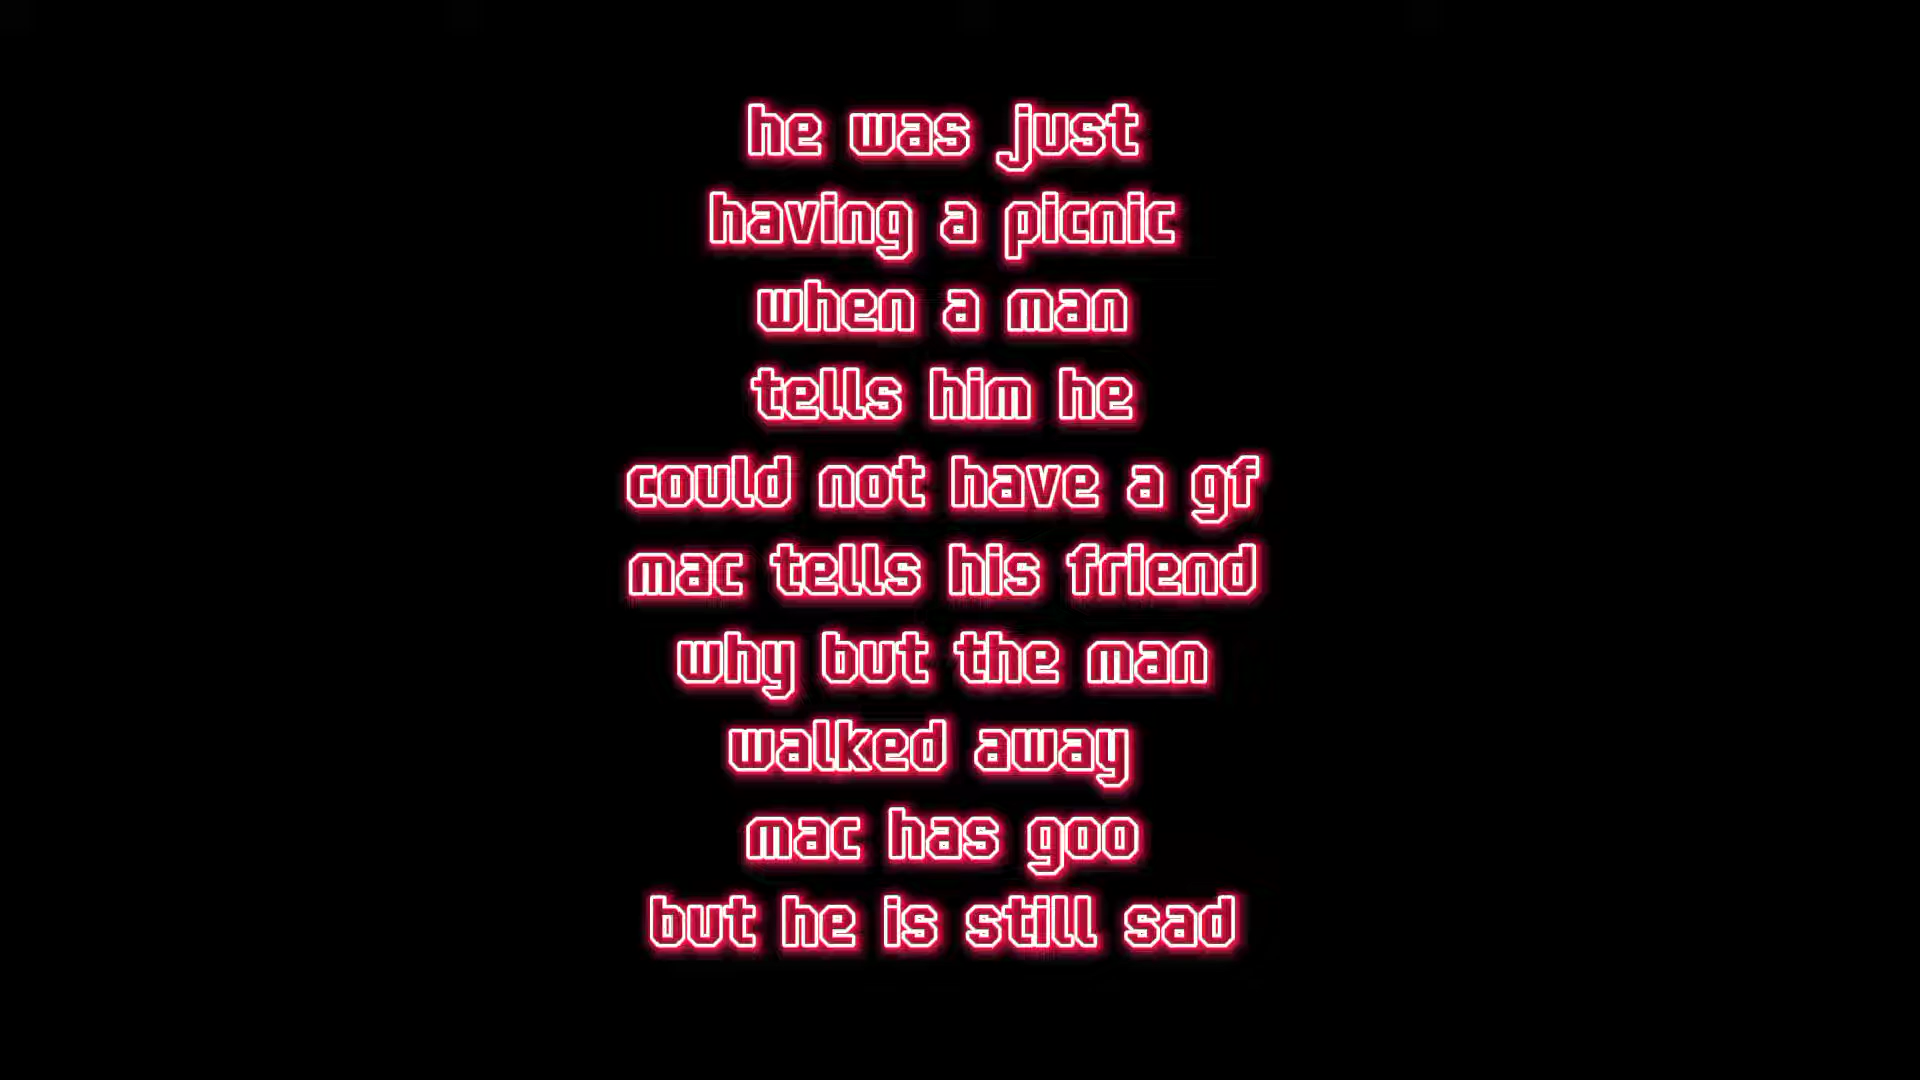 he was just
having a picnic
when a man
tells him he
could not have a gf
mac tells his friend
why but the man
walked away
mac has goo
but he is still sad